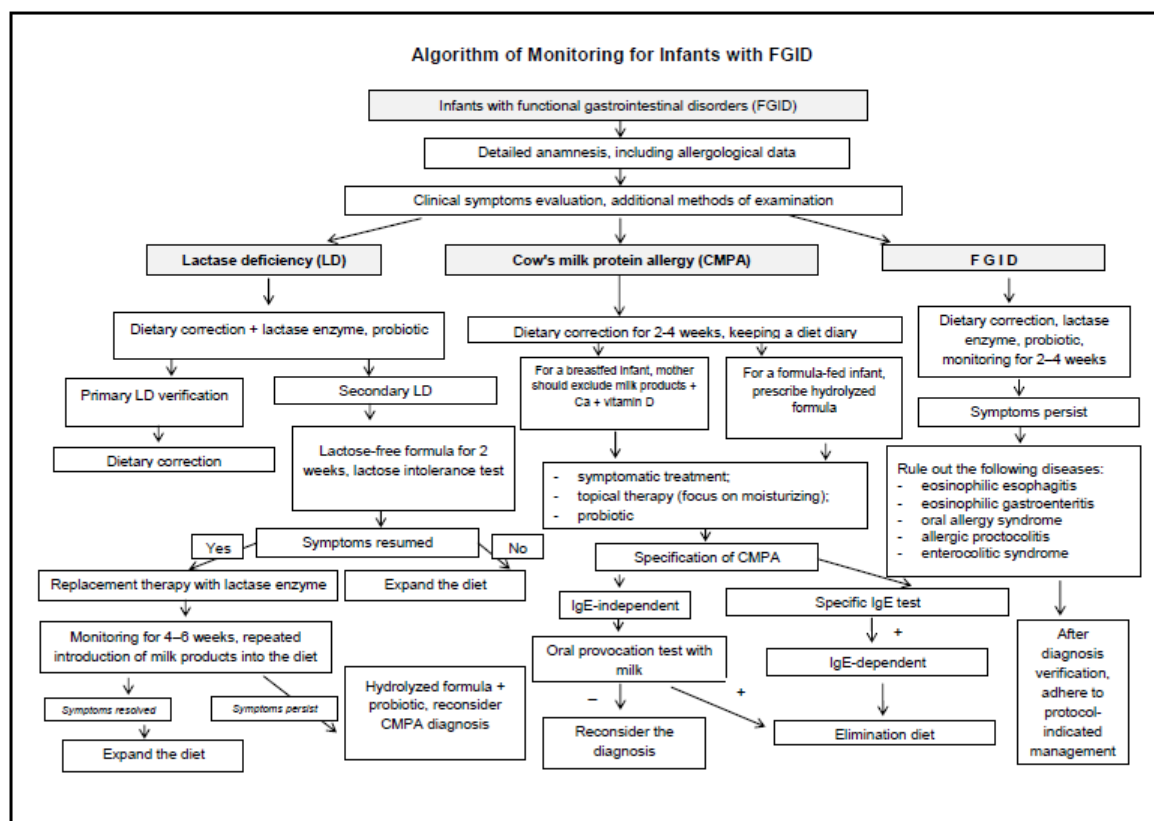 Algorithm of Monitoring for Infants with FGID
Infants with functional gastrointestinal disorders (FGID)
Detailed anamnesis, including allergological data
Clinical symptoms evaluation, additional methods of examination
Lactase deficiency (LD)
Cow's milk protein allergy (CMPA)
F G I D
Dietary correction + lactase enzyme, probiotic
Primary LD verification
Dietary correction
Secondary LD
Lactose-free formula for 2
weeks, lactose intolerance test
Yes
Symptoms resumed
No
Replacement therapy with lactase enzyme
Expand the diet
Monitoring for 4–6 weeks, repeated
introduction of milk products into the diet
Symptoms resolved
Symptoms persist
Expand the diet
Hydrolyzed formula +
probiotic, reconsider
CMPA diagnosis
Dietary correction for 2-4 weeks, keeping a diet diary
For a breastfed infant, mother
should exclude milk products +
Ca + vitamin D
For a formula-fed infant,
prescribe hydrolyzed
formula
- symptomatic treatment;
- topical therapy (focus on moisturizing);
- probiotic
Specification of CMPA
IgE-independent
Specific IgE test
+
Oral provocation test with
milk
IgE-dependent
–
+
Reconsider the
diagnosis
Elimination diet
Dietary correction, lactase
enzyme, probiotic,
monitoring for 2–4 weeks
Symptoms persist
Rule out the following diseases:
- eosinophilic esophagitis
- eosinophilic gastroenteritis
- oral allergy syndrome
- allergic proctocolitis
- enterocolitic syndrome
After
diagnosis
verification,
adhere to
protocol-
indicated
management